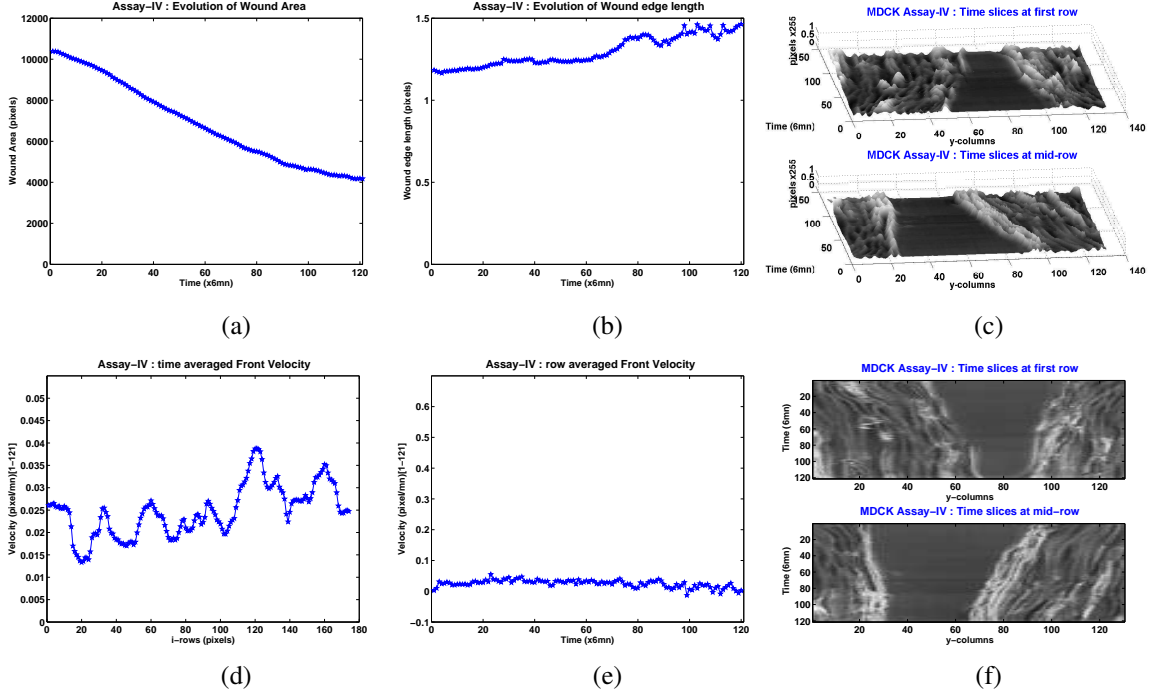 Assay−IV : Evolution of Wound Area
Wound Area (pixels)
12000
10000
8000
6000
4000
2000
0
0 20 40 60 80 100 120
Time (x6mn)
(a)
Assay−IV : Evolution of Wound edge length
Wound edge length (pixels)
1.5
1
0.5
0
0 20 40 60 80 100 120
Time (x6mn)
(b)
MDCK Assay-IV : Time slices at first row
pixels x255
1
0.5
0
150
100
50
0
Time (6mn)
0 20 40 60 80 100 120 140
y-columns
MDCK Assay-IV : Time slices at mid-row
pixels x255
1
0.5
0
150
100
50
0
Time (6mn)
0 20 40 60 80 100 120 140
y-columns
(c)
Assay−IV : time averaged Front Velocity
Velocity (pixel/mn)[1−121]
0.05
0.045
0.04
0.035
0.03
0.025
0.02
0.015
0.01
0.005
0
0 20 40 60 80 100 120 140 160 180
i−rows (pixels)
(d)
Assay−IV : row averaged Front Velocity
Velocity (pixel/mn)[1−121]
0.6
0.5
0.4
0.3
0.2
0.1
0
−0.1
0 20 40 60 80 100 120
Time (x6mn)
(e)
MDCK Assay−IV : Time slices at first row
Time (6mn)
0
20
40
60
80
100
120
20 40 60 80 100 120
y−columns
MDCK Assay−IV : Time slices at mid−row
Time (6mn)
0
20
40
60
80
100
120
20 40 60 80 100 120
y−columns
(f)